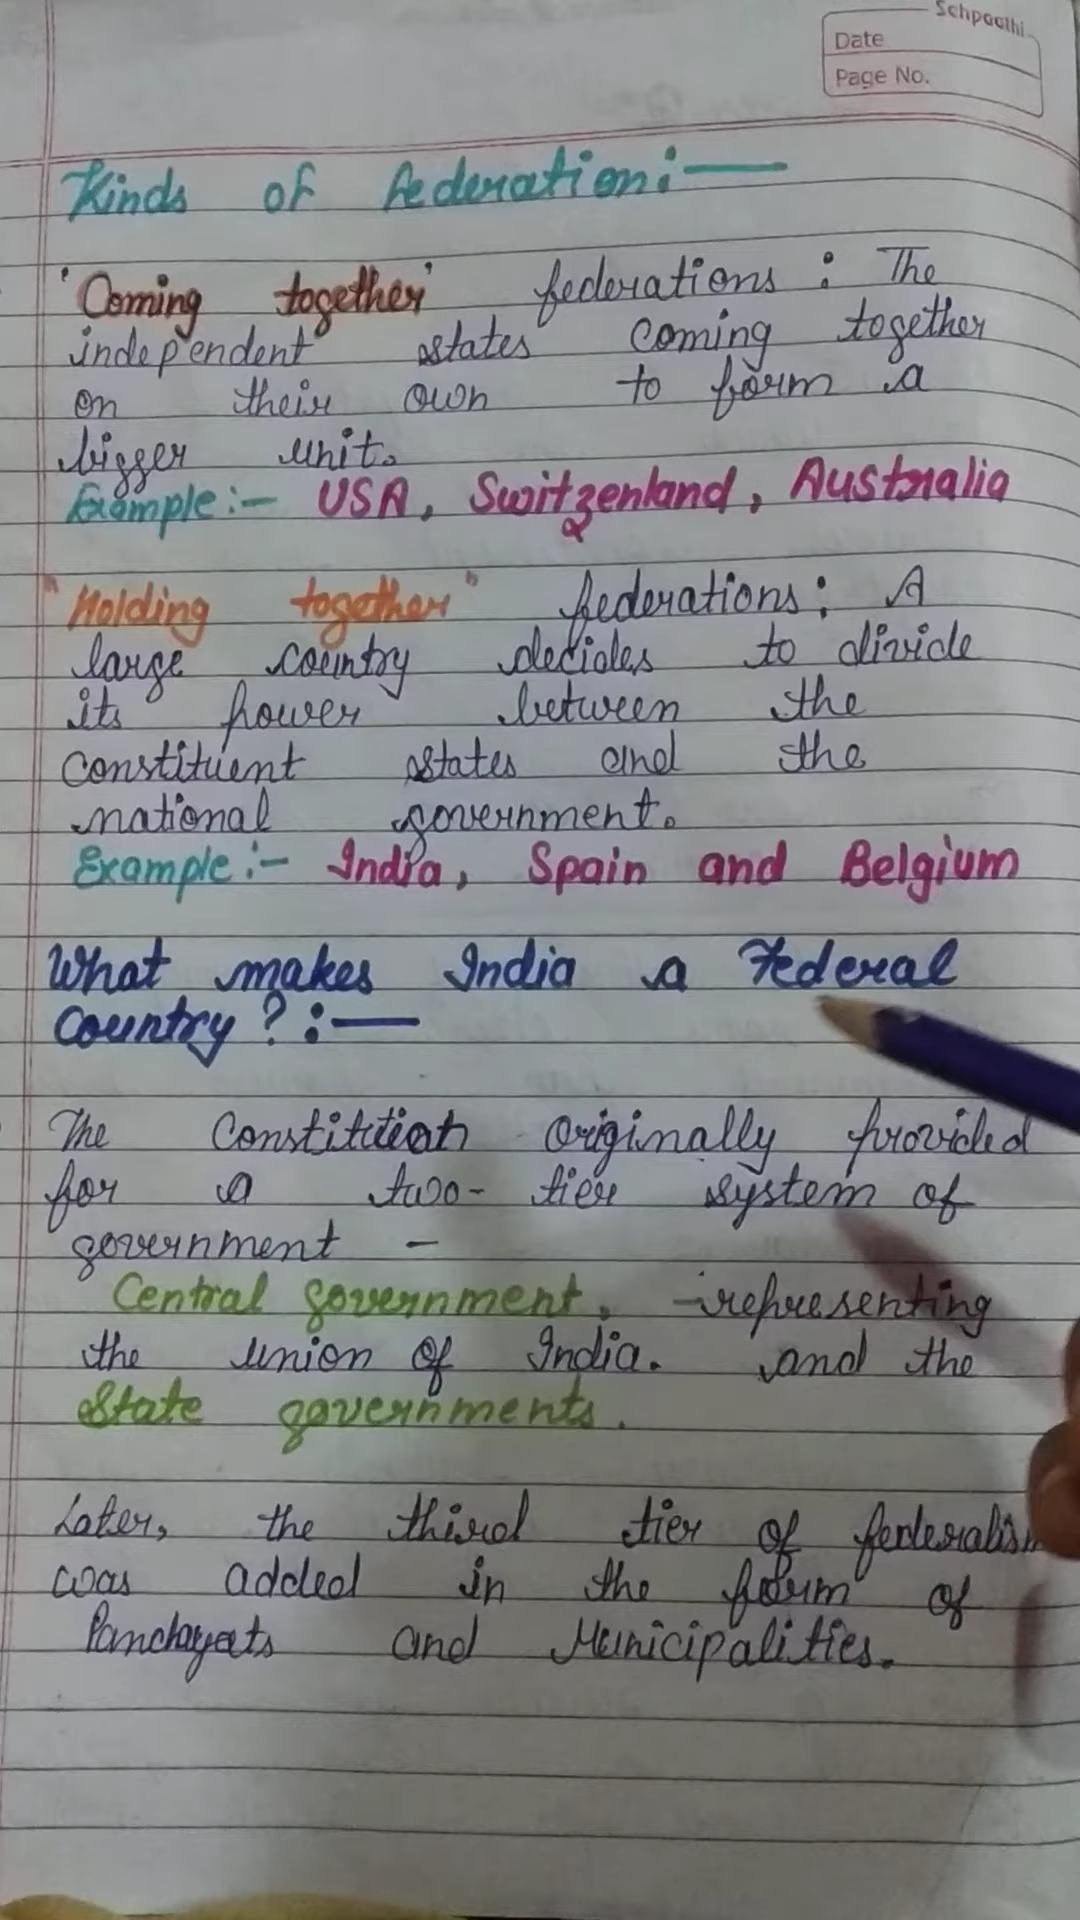 Schpoolhi
Date
Page No.
Kinds of federation:—
'Coming together' federations : The
independent states coming together
on their own to form a
bigger unit.
Example :- USA, Switzenland, Australia
"Holding together" federations : A
large country decides to divide
its power between the
constituent states and the
national government.
Example :- India, Spain and Belgium
What makes India a Federal
Country ? :—
The Constitution originally provided
for a two-tier system of
government –
Central government, -representing
the union of India. and the
State governments.
Later, the third tier of federalis
was added in the form of
Panchayats and Municipalities.